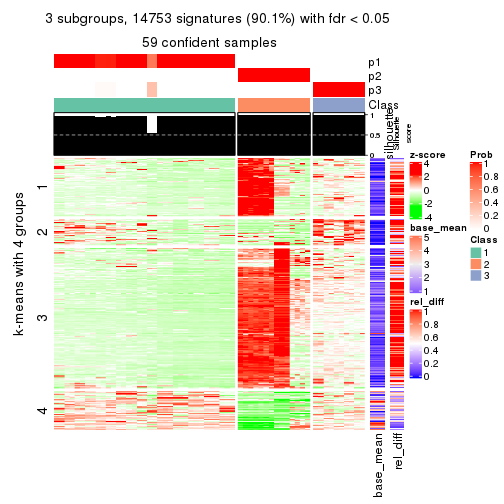 3 subgroups, 14753 signatures (90.1%) with fdr < 0.05
59 confident samples
p1
p2
p3
Class
1
0.5
0
silhouette
Silhouette
score
k-means with 4 groups
1
2
3
4
base_mean
rel_diff
z-score
4
2
0
-2
-4
base_mean
5
4
3
2
1
rel_diff
1
0.8
0.6
0.4
0.2
0
Prob
1
0.8
0.6
0.4
0.2
0
Class
1
2
3